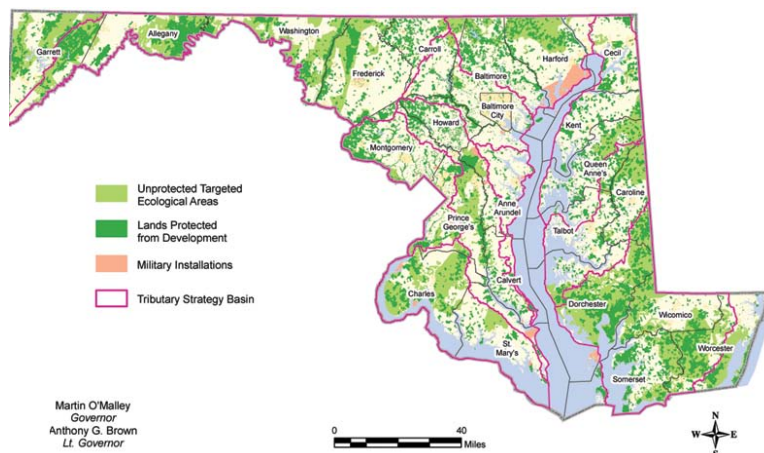 Garrett
Allegany
Washington
Frederick
Carroll
Baltimore
Harford
Cecil
Baltimore
City
Howard
Montgomery
Kent
Queen
Anne's
Caroline
Anne
Arundel
Prince
George's
Talbot
Calvert
Charles
St.
Mary's
Dorchester
Wicomico
Worcester
Somerset
Unprotected Targeted
Ecological Areas
Lands Protected
from Development
Military Installations
Tributary Strategy Basin
Martin O'Malley
Governor
Anthony G. Brown
Lt. Governor
0
40
Miles
N
W
E
S